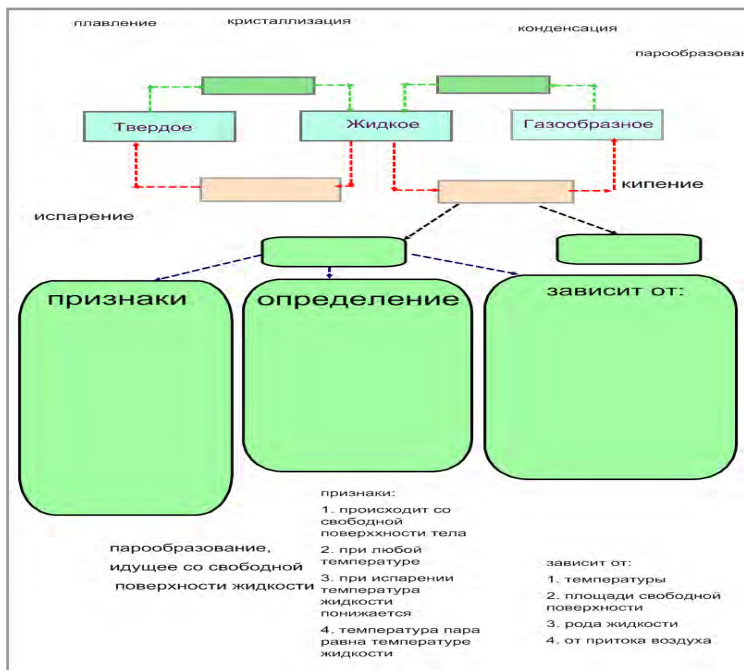 плавление
кристаллизация
конденсация
парообразован
Твердое
Жидкое
Газообразное
кипение
испарение
признаки
определение
зависит от:
парообразование,
идущее со свободной
поверхности жидкости
признаки:
1. происходит со
свободной
поверххности тела
2. при любой
температуре
3. при испарении
температура
жидкости
понижается
4. температура пара
равна температуре
жидкости
зависит от:
1. температуры
2. площади свободной
поверхности
3. рода жидкости
4. от притока воздуха